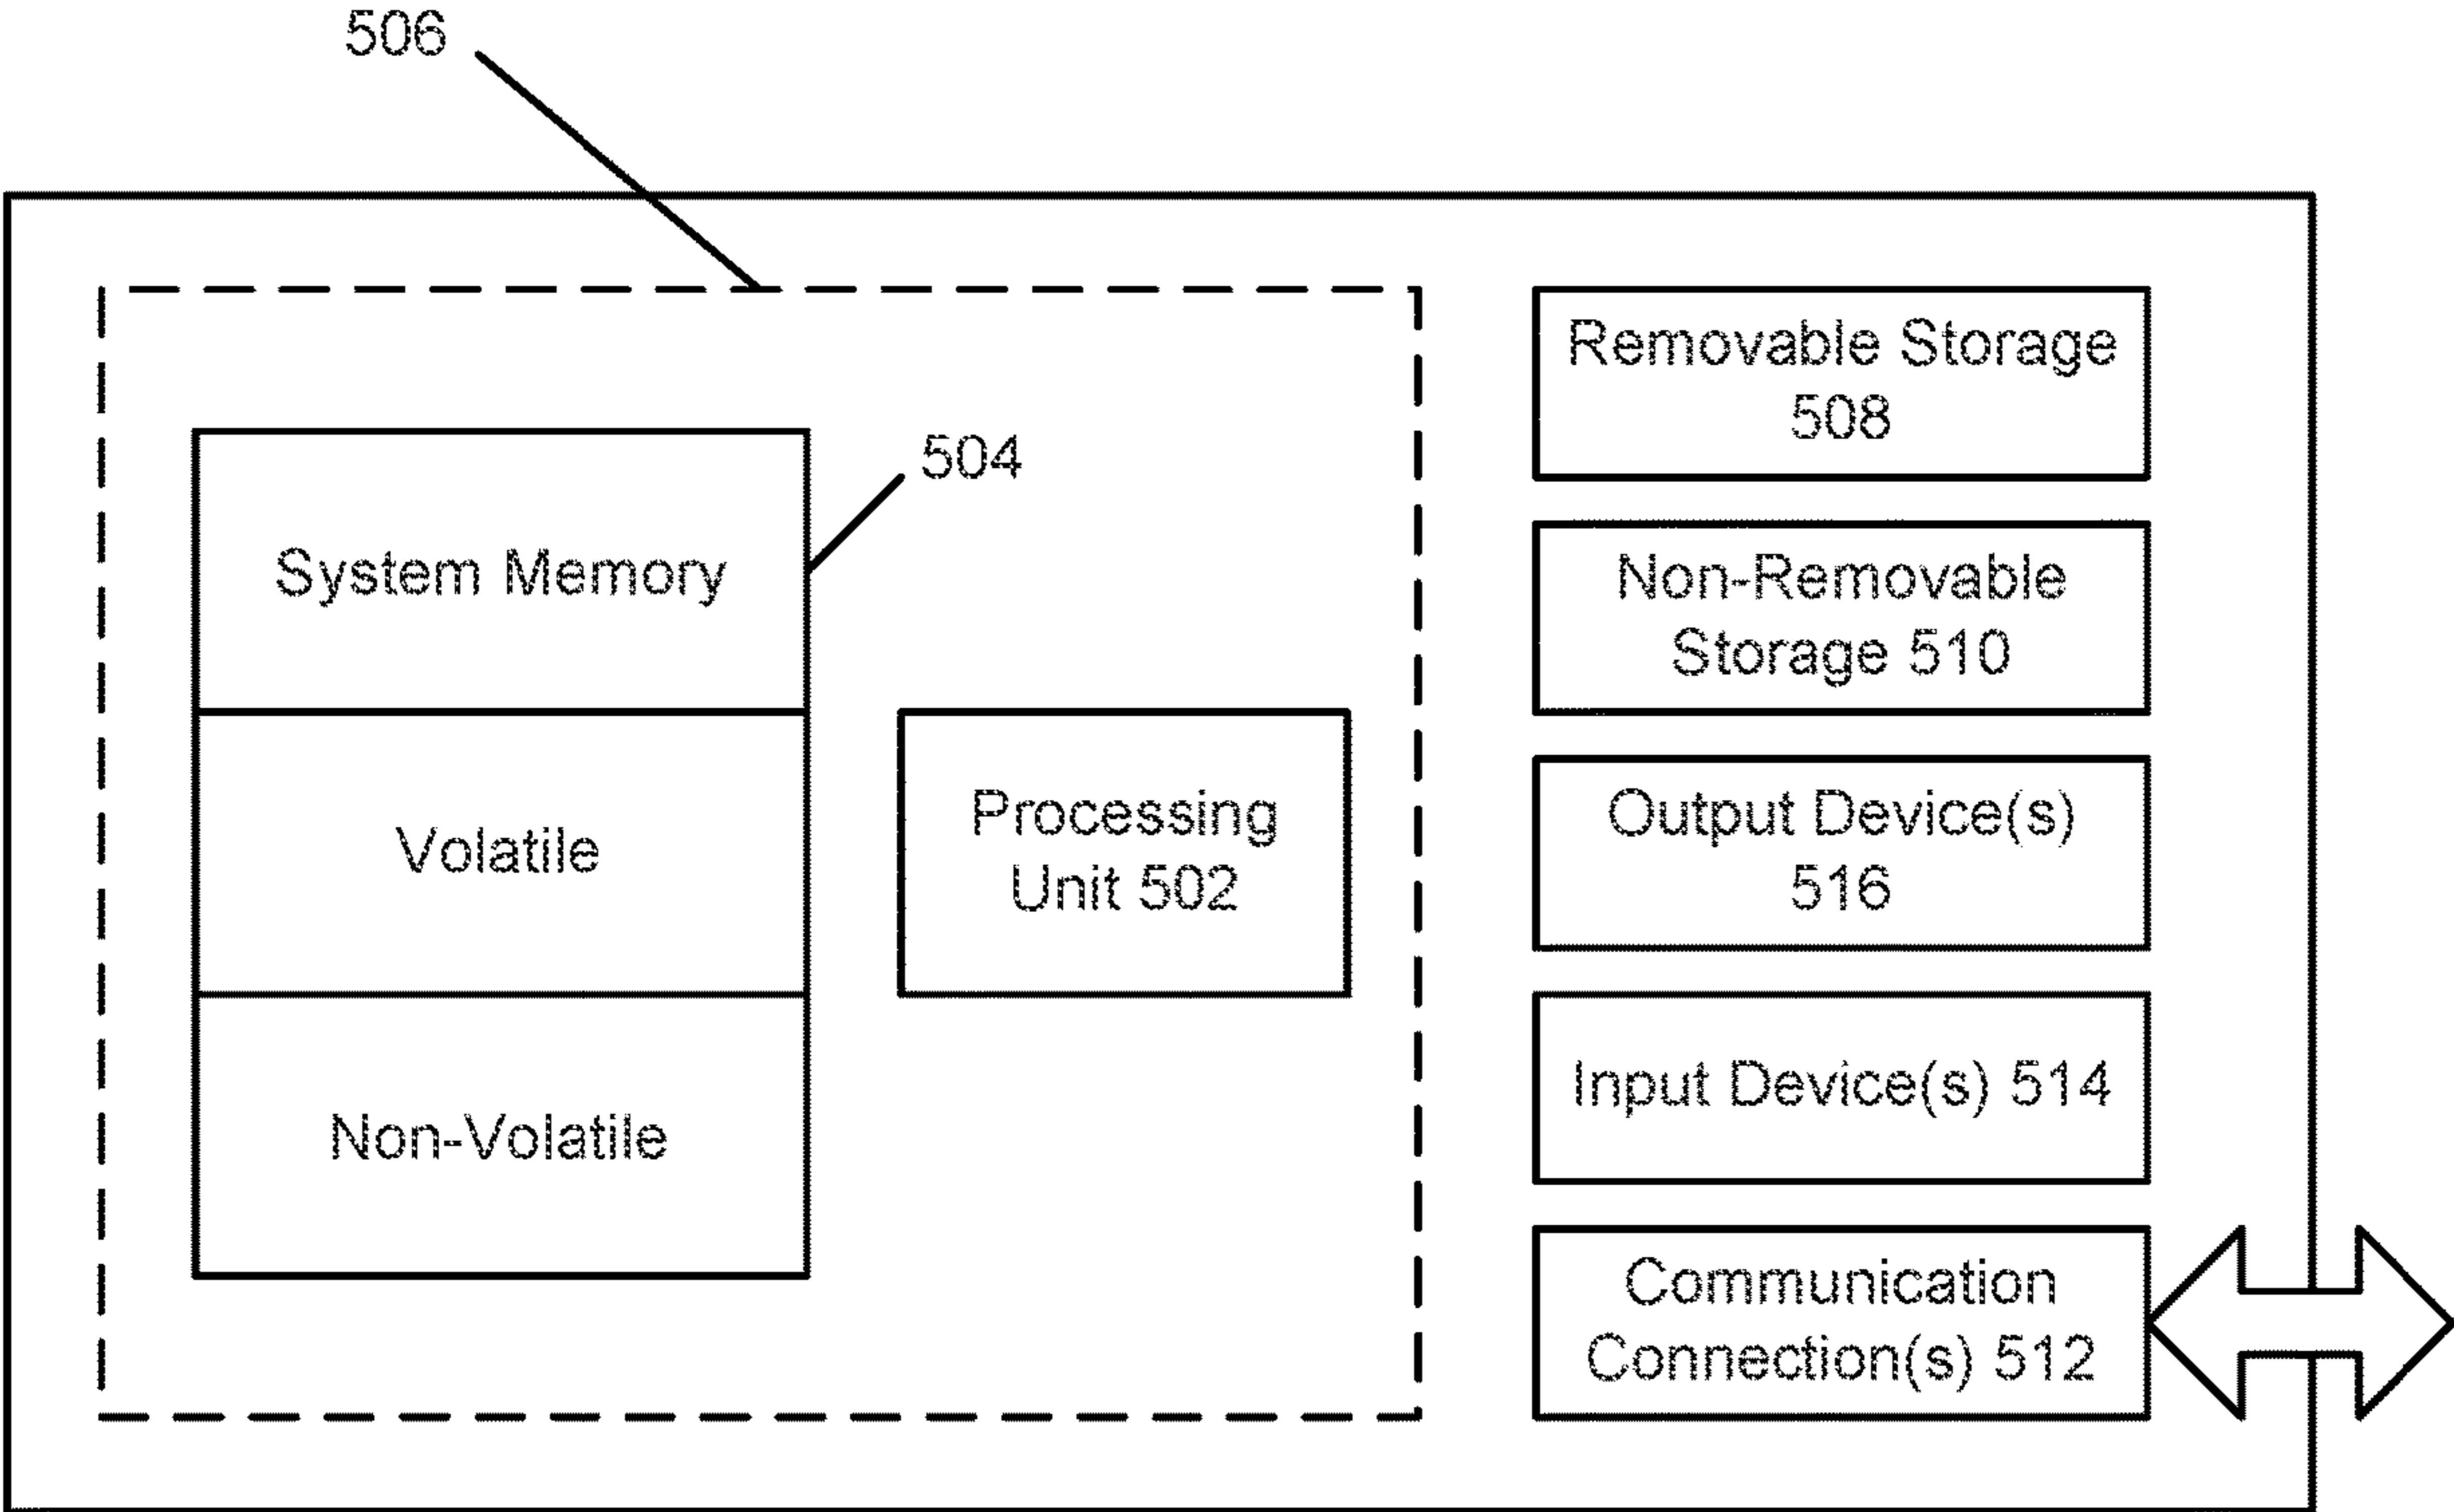 506
504
System Memory
Volatile
Non-Volatile
Processing
Unit 502
Removable Storage
508
Non-Removable
Storage 510
Output Device(s)
516
Input Device(s) 514
Communication
Connection(s) 512